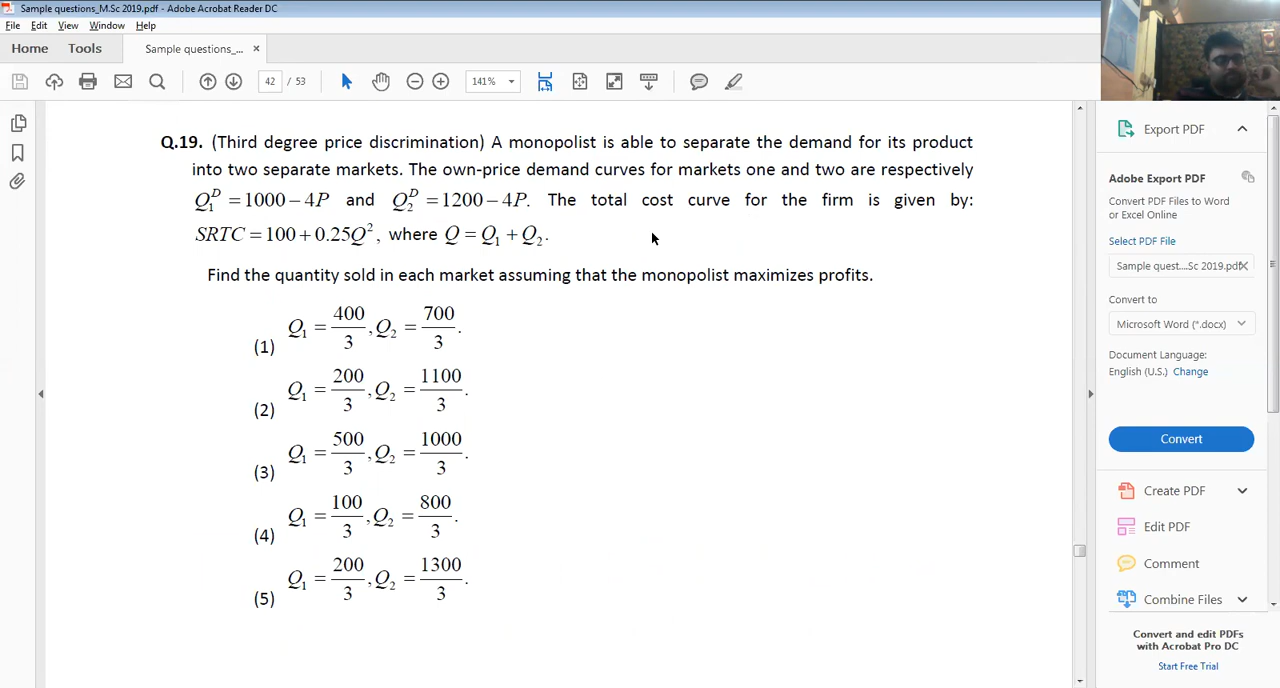 Sample questions_M.Sc 2019.pdf - Adobe Acrobat Reader DC
File Edit View Window Help
Home Tools Sample questions_... ×
42 / 53 141%
Q.19. (Third degree price discrimination) A monopolist is able to separate the demand for its product
into two separate markets. The own-price demand curves for markets one and two are respectively
Q₁ᴰ = 1000 – 4P and Q₂ᴰ = 1200 – 4P. The total cost curve for the firm is given by:
SRTC = 100 + 0.25Q², where Q = Q₁ + Q₂.
Find the quantity sold in each market assuming that the monopolist maximizes profits.
(1) Q₁ = 400/3, Q₂ = 700/3.
(2) Q₁ = 200/3, Q₂ = 1100/3.
(3) Q₁ = 500/3, Q₂ = 1000/3.
(4) Q₁ = 100/3, Q₂ = 800/3.
(5) Q₁ = 200/3, Q₂ = 1300/3.
Export PDF
Adobe Export PDF
Convert PDF Files to Word
or Excel Online
Select PDF File
Sample quest....Sc 2019.pdf ×
Convert to
Microsoft Word (*.docx)
Document Language:
English (U.S.) Change
Convert
Create PDF
Edit PDF
Comment
Combine Files
Convert and edit PDFs
with Acrobat Pro DC
Start Free Trial